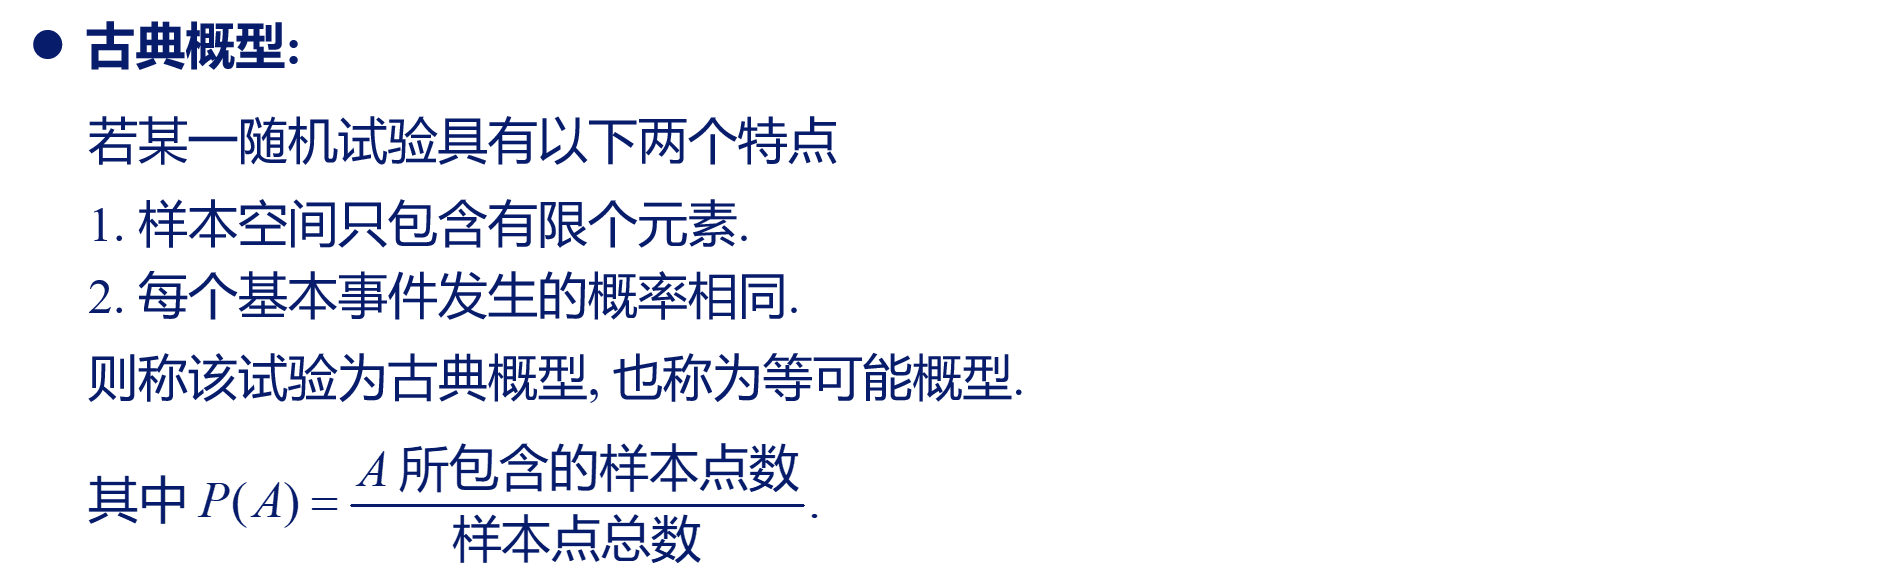 ● 古典概型:
若某一随机试验具有以下两个特点
1. 样本空间只包含有限个元素.
2. 每个基本事件发生的概率相同.
则称该试验为古典概型, 也称为等可能概型.
其中 P(A) = A 所包含的样本点数 / 样本点总数.